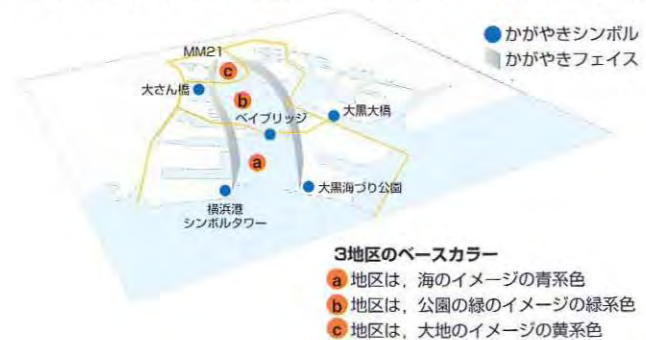 かがやきシンボル
かがやきフェイス
MM21
c
大さん橋
b
大黒大橋
ベイブリッジ
a
大黒海づり公園
横浜港
シンボルタワー
3地区のベースカラー
a 地区は，海のイメージの青系色
b 地区は，公園の緑のイメージの緑系色
c 地区は，大地のイメージの黄系色